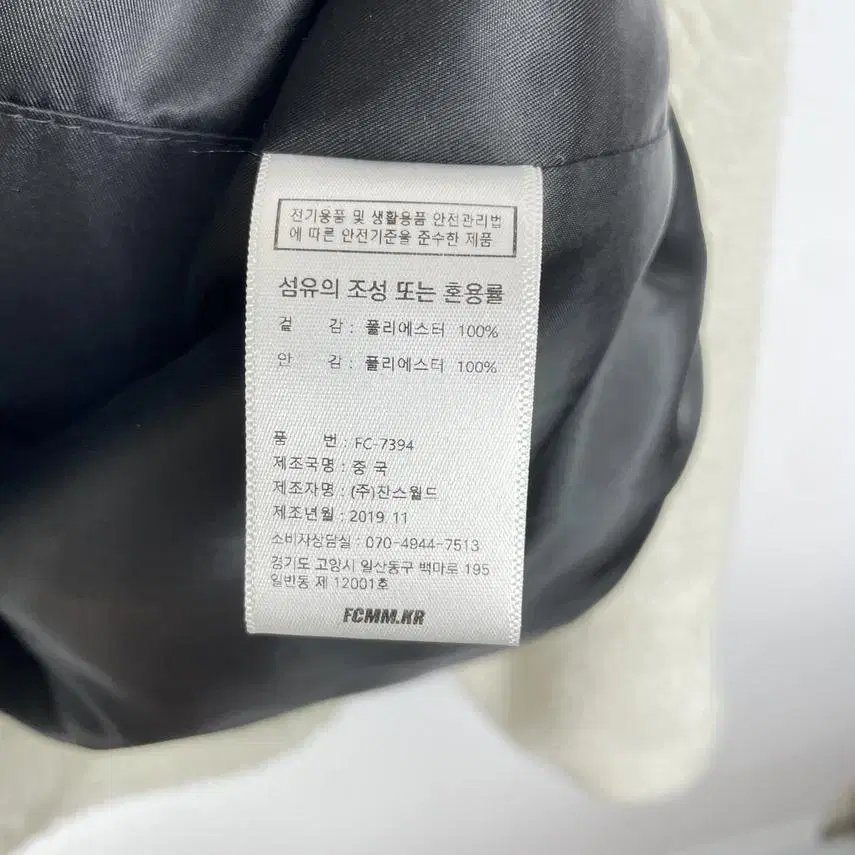 전기용품 및 생활용품 안전관리법
에 따른 안전기준을 준수한 제품
섬유의 조성 또는 혼용률
겉 감 : 폴리에스터 100%
안 감 : 폴리에스터 100%
품 번 : FC-7394
제조국명 : 중 국
제조자명 : (주)찬스월드
제조년월 : 2019. 11
소비자상담실 : 070-4944-7513
경기도 고양시 일산동구 백마로 195
일반동 제 12001호
FCMM.KR